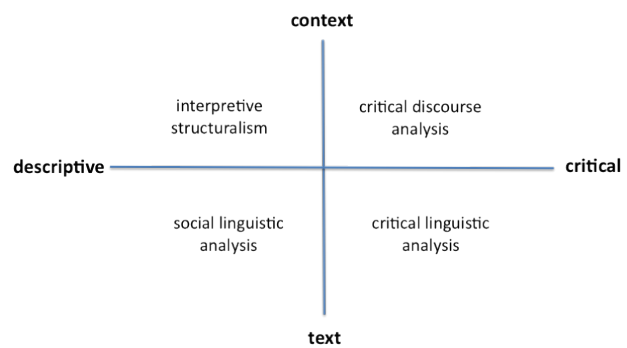 context
interpretive
structuralism
critical discourse
analysis
descriptive
critical
social linguistic
analysis
critical linguistic
analysis
text